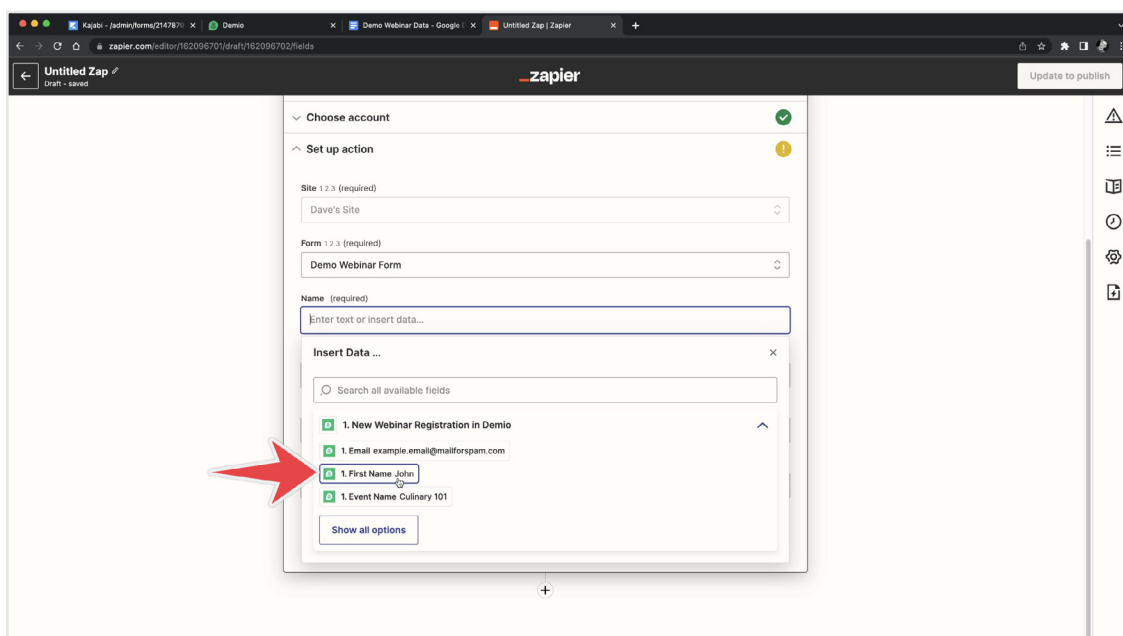 Kajabi - /admin/forms/2147879
Demio
Demo Webinar Data - Google D
Untitled Zap | Zapier
zapier.com/editor/162096701/draft/162096702/fields
Untitled Zap
Draft - saved
_zapier
Update to publish
Choose account
Set up action
Site 1 2 3 (required)
Dave's Site
Form 1 2 3 (required)
Demo Webinar Form
Name (required)
Enter text or insert data...
Insert Data ...
Search all available fields
1. New Webinar Registration in Demio
1. Email example.email@mailforspam.com
1. First Name John
1. Event Name Culinary 101
Show all options